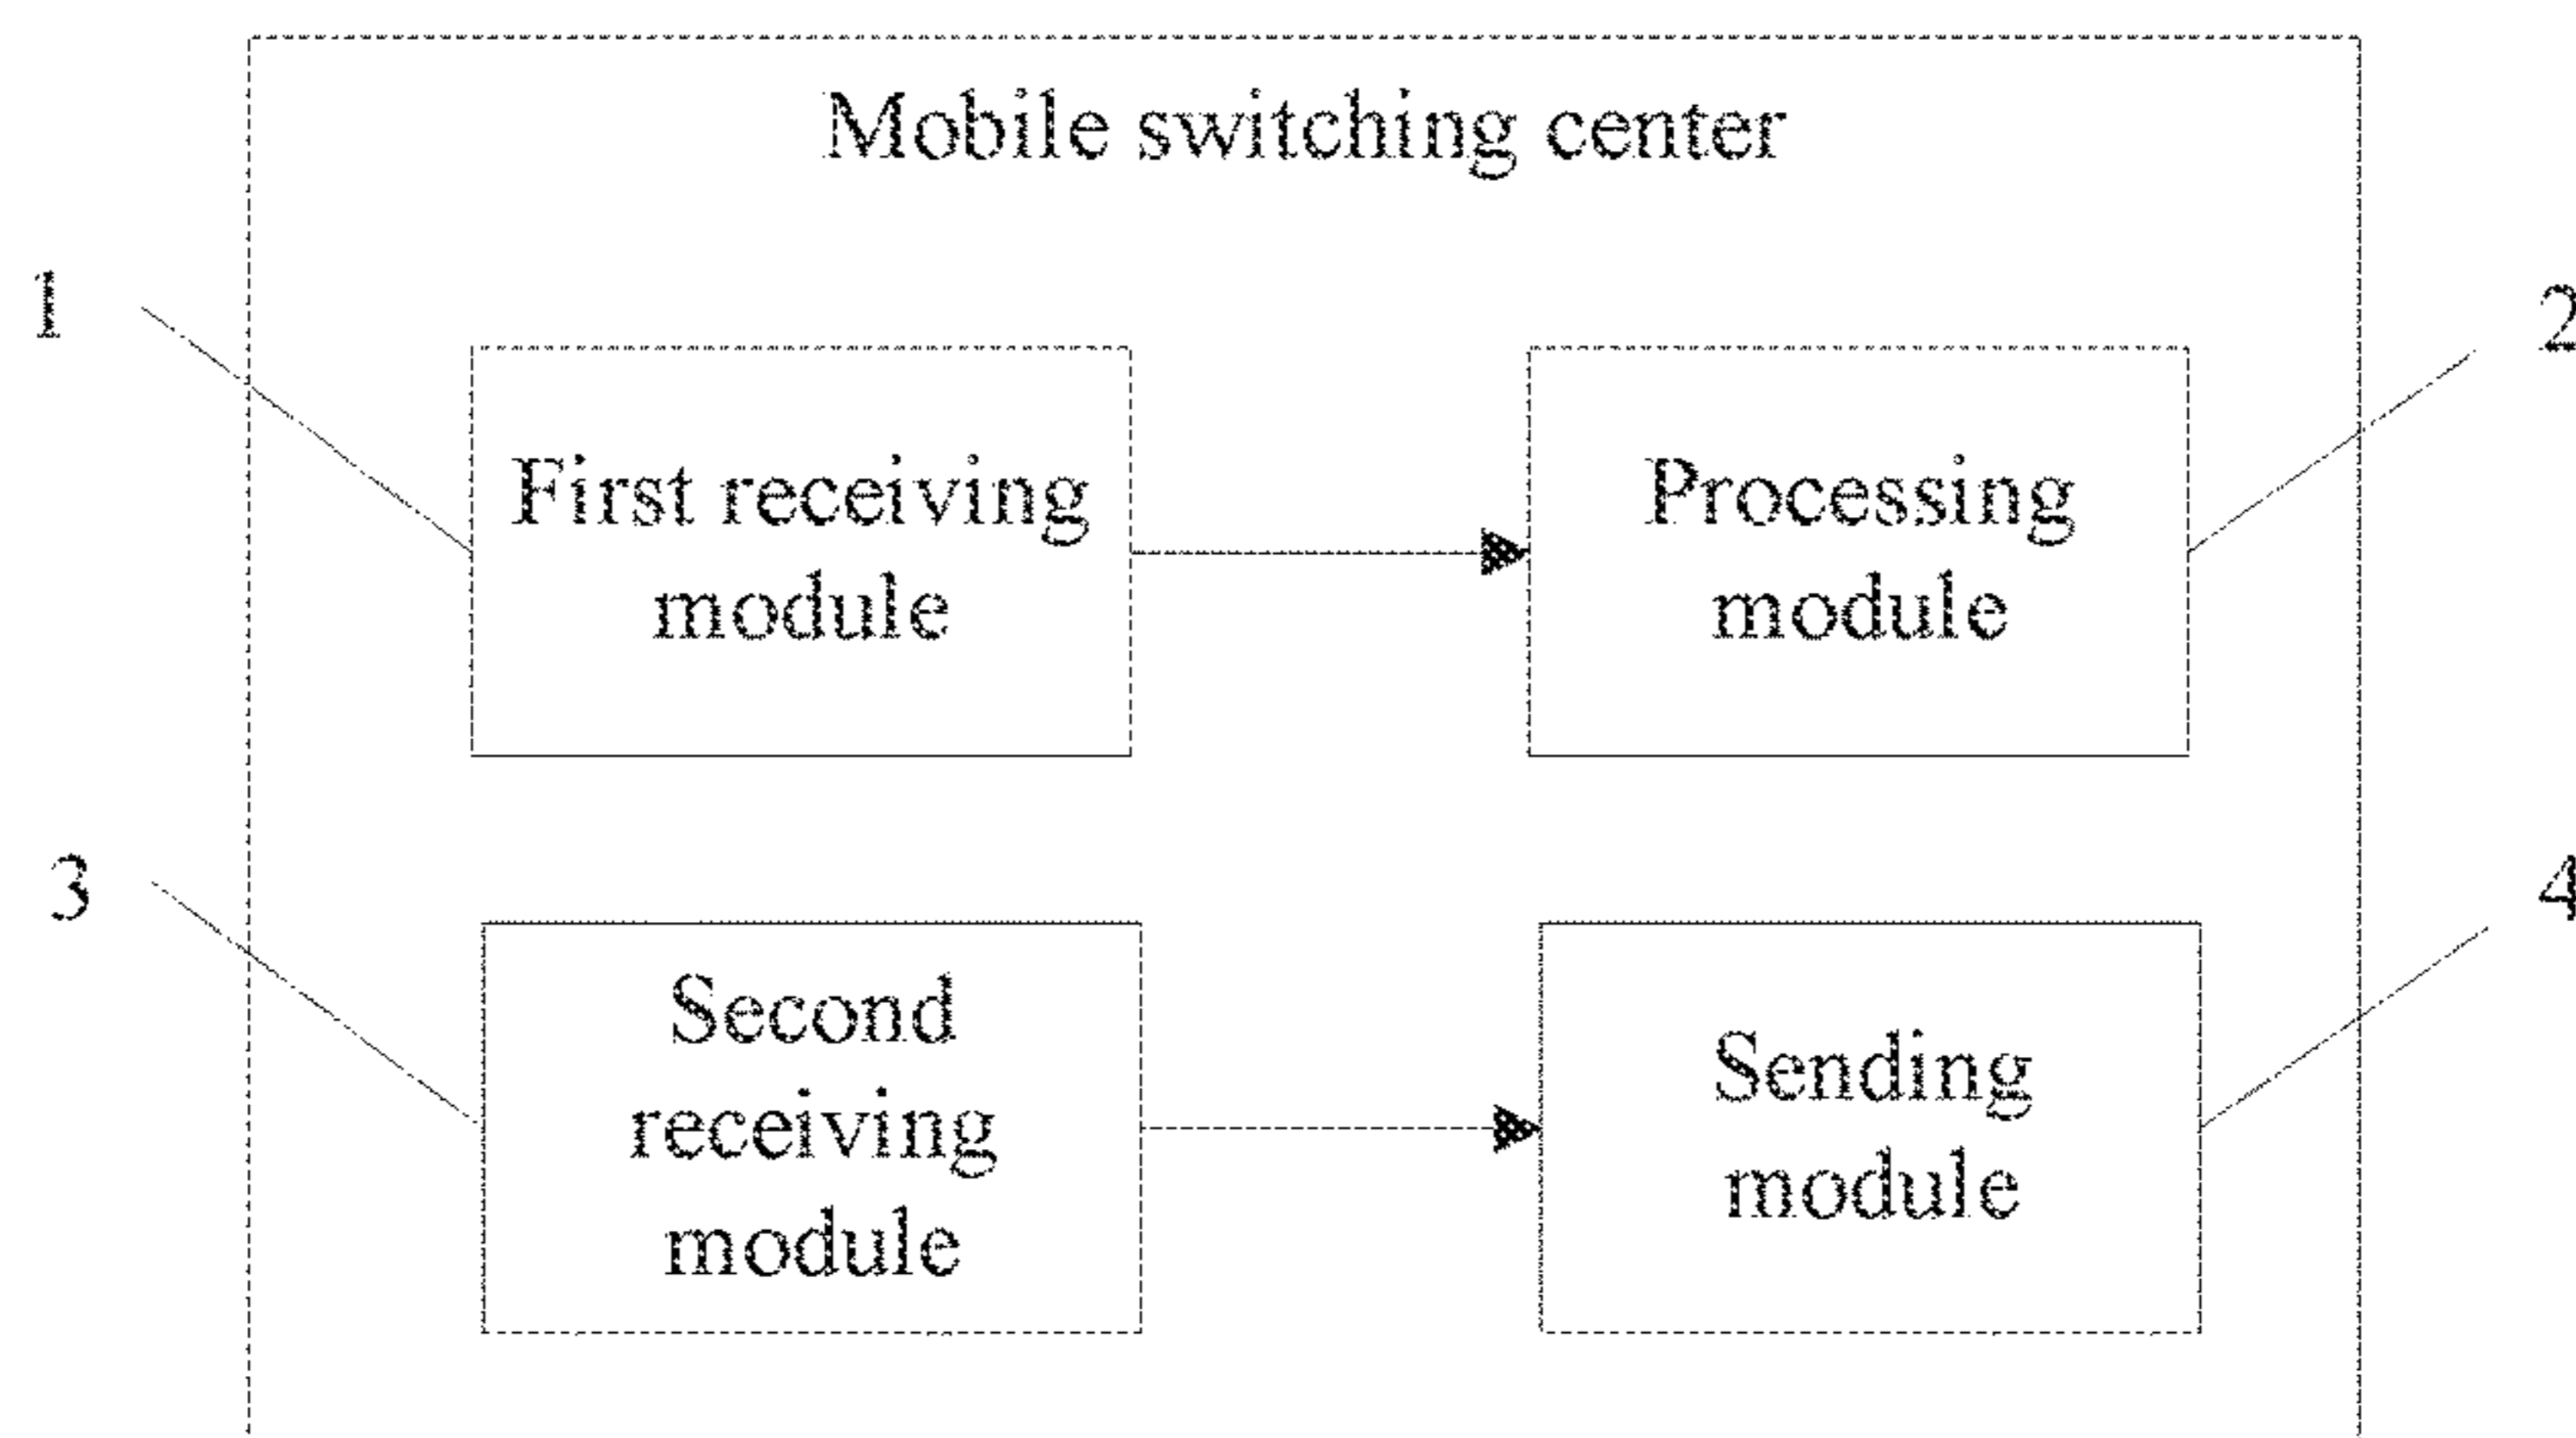 Mobile switching center
1
2
First receiving
module
Processing
module
3
4
Second
receiving
module
Sending
module